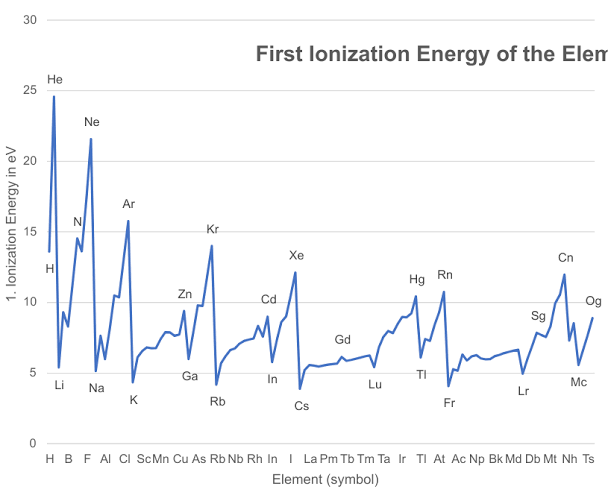 30
First Ionization Energy of the Elem
25
20
15
10
5
0
1. Ionization Energy in eV
He
Ne
N
H
Li
Na
Ar
K
Zn
Ga
Kr
Rb
Cd
In
Xe
Cs
Gd
Lu
Hg
Tl
Rn
Fr
Lr
Sg
Cn
Mc
Og
H B F Al Cl Sc Mn Cu As Rb Nb Rh In I La Pm Tb Tm Ta Ir Tl At Ac Np Bk Md Db Mt Nh Ts
Element (symbol)